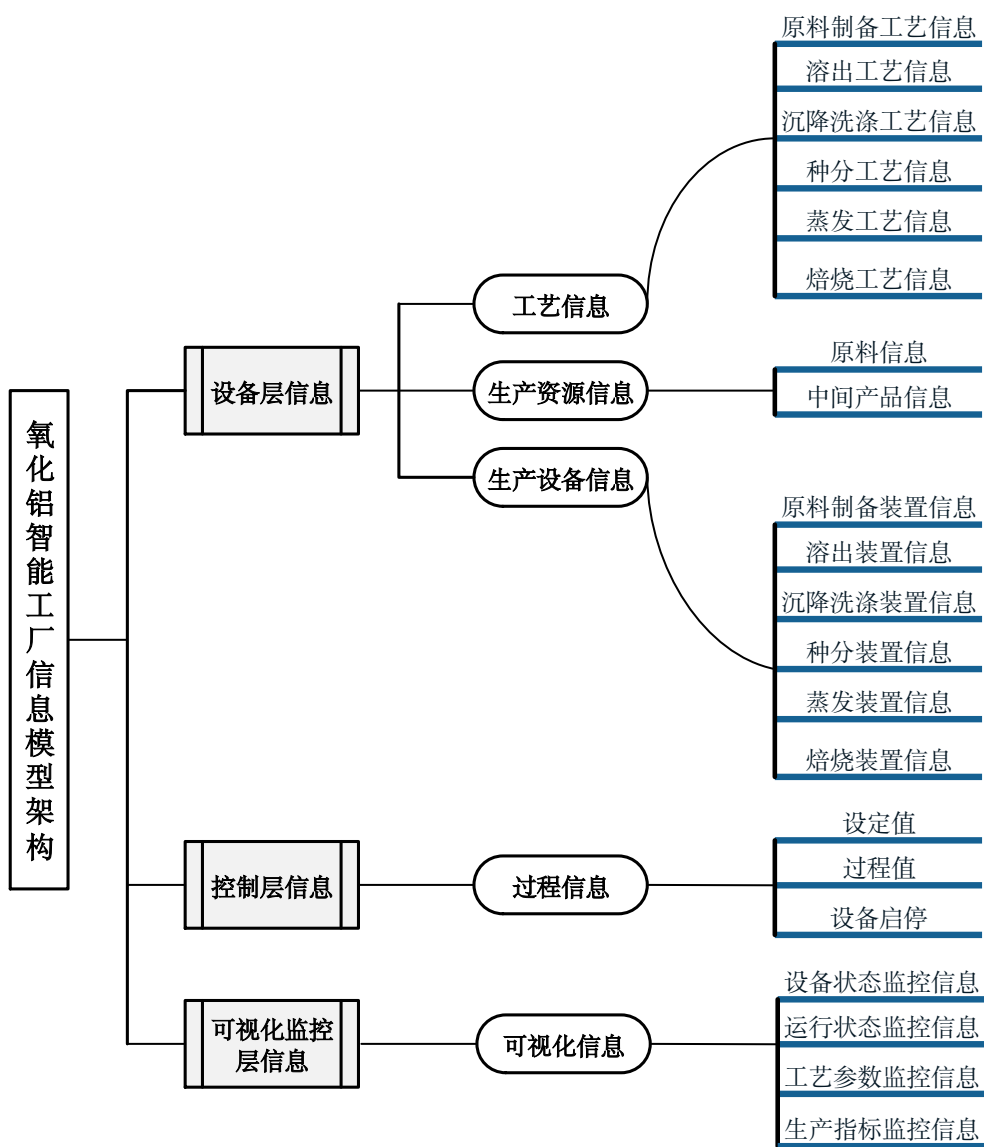 氧化铝智能工厂信息模型架构
设备层信息
工艺信息
原料制备工艺信息
溶出工艺信息
沉降洗涤工艺信息
种分工艺信息
蒸发工艺信息
焙烧工艺信息
生产资源信息
原料信息
中间产品信息
生产设备信息
原料制备装置信息
溶出装置信息
沉降洗涤装置信息
种分装置信息
蒸发装置信息
焙烧装置信息
控制层信息
过程信息
设定值
过程值
设备启停
可视化监控
层信息
可视化信息
设备状态监控信息
运行状态监控信息
工艺参数监控信息
生产指标监控信息